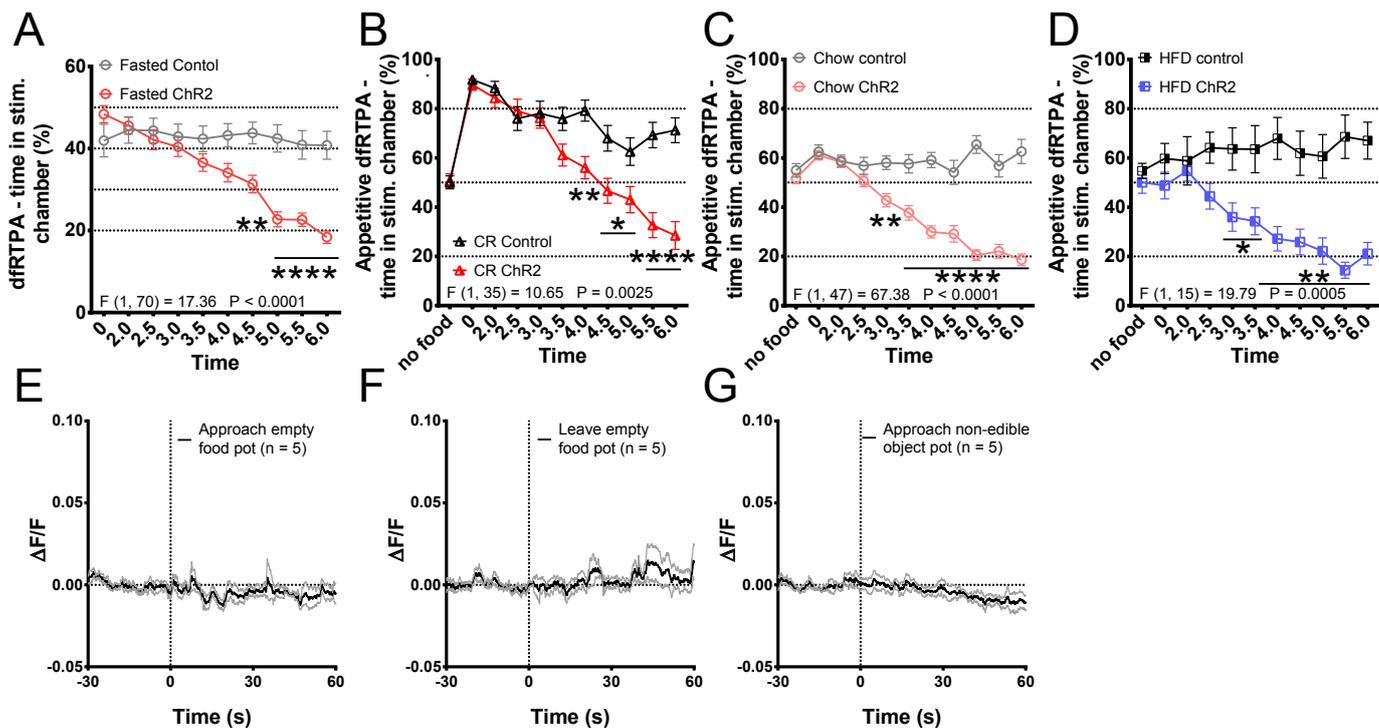 A
dfRTPA - time in stim.
chamber (%)
60
40
20
0
Fasted Contol
Fasted ChR2
**
****
F (1, 70) = 17.36 P < 0.0001
0 2.0 2.5 3.0 3.5 4.0 4.5 5.0 5.5 6.0
Time
B
Appetitive dfRTPA -
time in stim. chamber (%)
100
80
60
40
20
0
**
*
****
CR Control
CR ChR2
F (1, 35) = 10.65 P = 0.0025
no food 0 2.0 2.5 3.0 3.5 4.0 4.5 5.0 5.5 6.0
Time
C
Appetitive dfRTPA -
time in stim. chamber (%)
100
80
60
40
20
0
Chow control
Chow ChR2
**
****
F (1, 47) = 67.38 P < 0.0001
no food 0 2.0 2.5 3.0 3.5 4.0 4.5 5.0 5.5 6.0
Time
D
Appetitive dfRTPA -
time in stim. chamber (%)
100
80
60
40
20
0
HFD control
HFD ChR2
*
**
F (1, 15) = 19.79 P = 0.0005
no food 0 2.0 2.5 3.0 3.5 4.0 4.5 5.0 5.5 6.0
Time
E
ΔF/F
0.10
0.05
0.00
-0.05
Approach empty
food pot (n = 5)
-30 0 30 60
Time (s)
F
ΔF/F
0.10
0.05
0.00
-0.05
Leave empty
food pot (n = 5)
-30 0 30 60
Time (s)
G
ΔF/F
0.10
0.05
0.00
-0.05
Approach non-edible
object pot (n = 5)
-30 0 30 60
Time (s)